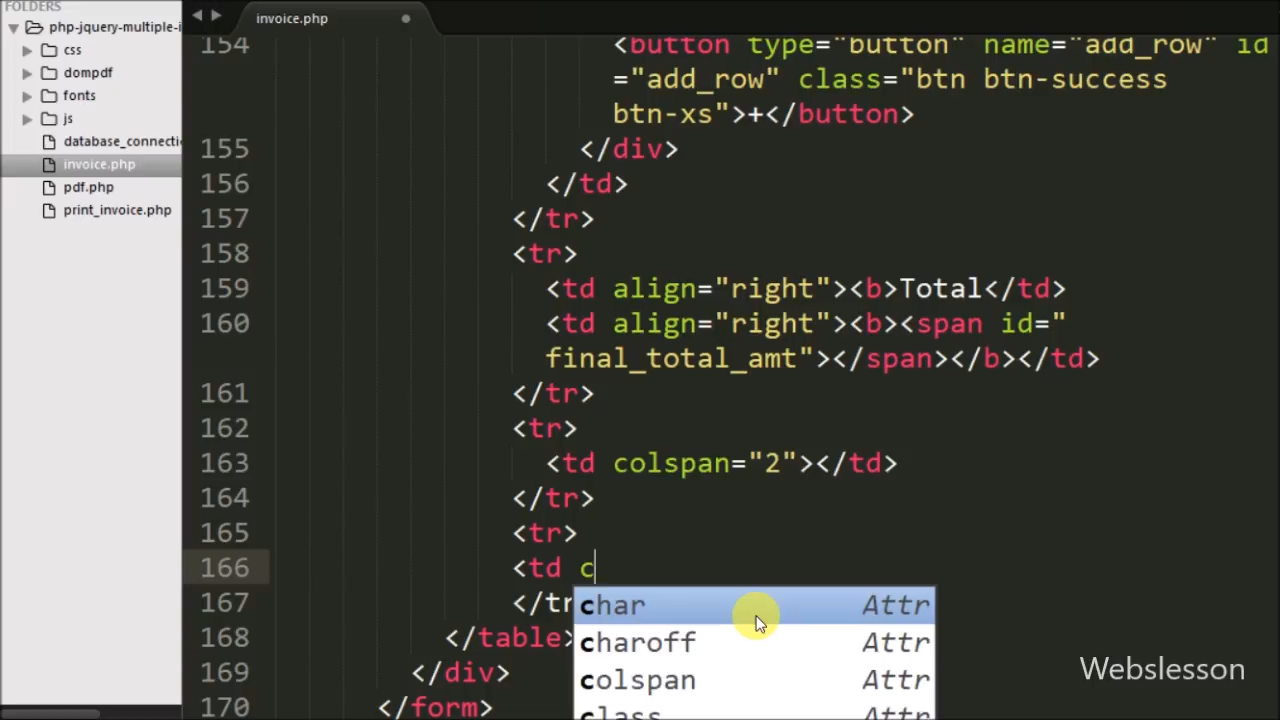 FOLDERS
php-jquery-multiple-i
css
dompdf
fonts
js
database_connecti
invoice.php
pdf.php
print_invoice.php
invoice.php
154 <button type="button" name="add_row" id
="add_row" class="btn btn-success
btn-xs">+</button>
155 </div>
156 </td>
157 </tr>
158 <tr>
159 <td align="right"><b>Total</td>
160 <td align="right"><b><span id="
final_total_amt"></span></b></td>
161 </tr>
162 <tr>
163 <td colspan="2"></td>
164 </tr>
165 <tr>
166 <td c
167 </tr
168 </table>
169 </div>
170 </form>
char Attr
charoff Attr
colspan Attr
class Attr
Webslesson